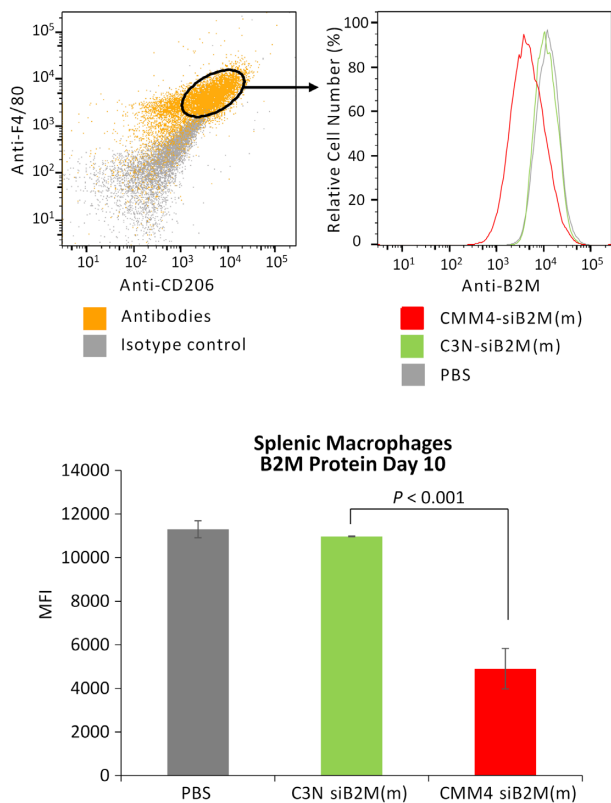 10⁵
10⁴
10³
10²
10¹
Anti-F4/80
10¹ 10² 10³ 10⁴ 10⁵
Anti-CD206
Antibodies
Isotype control
100
80
60
40
20
0
Relative Cell Number (%)
10¹ 10² 10³ 10⁴ 10⁵
Anti-B2M
CMM4-siB2M(m)
C3N-siB2M(m)
PBS
Splenic Macrophages
B2M Protein Day 10
14000
12000
10000
8000
6000
4000
2000
0
MFI
P < 0.001
PBS
C3N siB2M(m)
CMM4 siB2M(m)